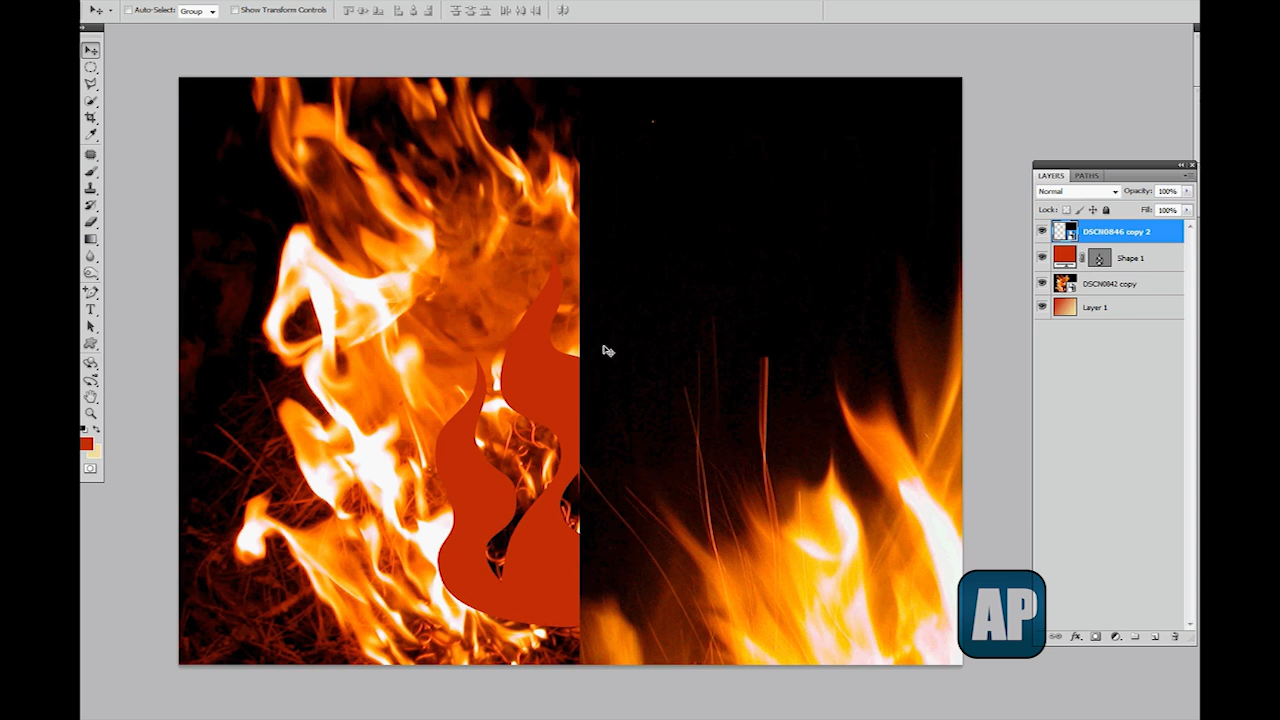 Auto-Select: Group Show Transform Controls
LAYERS PATHS
Normal Opacity: 100%
Lock: Fill: 100%
DSCN0846 copy 2
Shape 1
DSCN0842 copy
Layer 1
fx.
T
AP